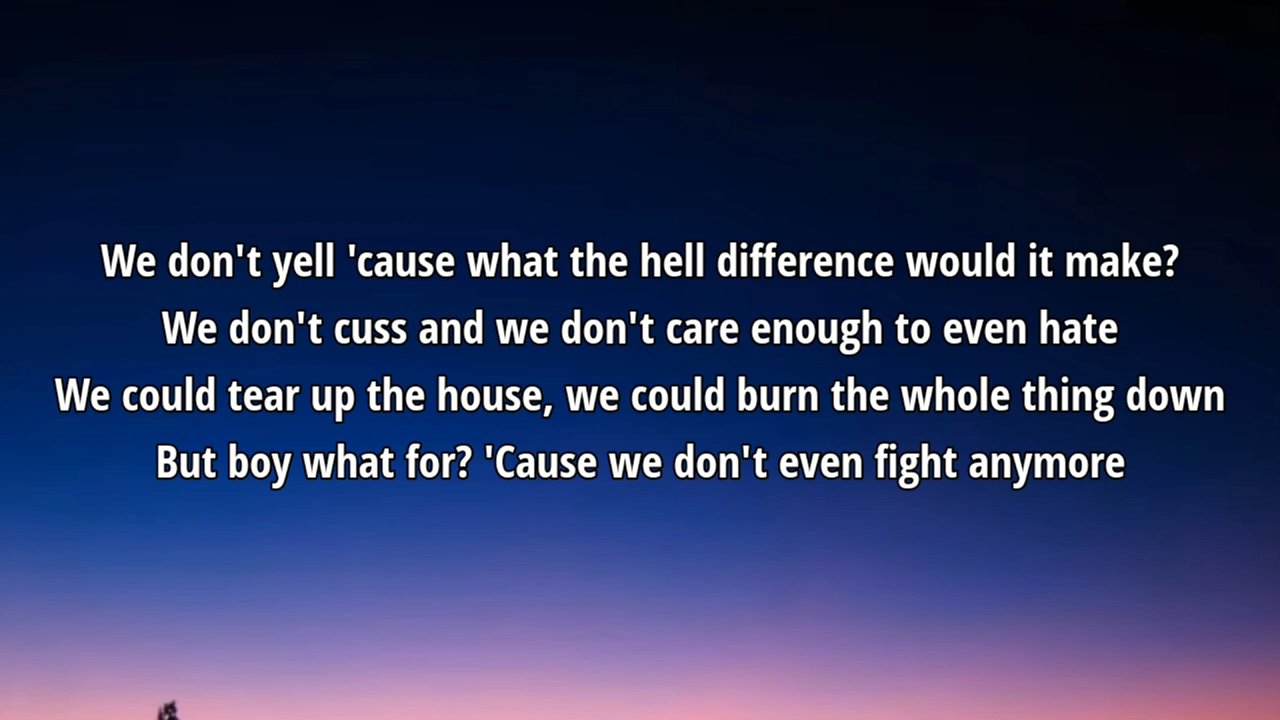 We don't yell 'cause what the hell difference would it make?
We don't cuss and we don't care enough to even hate
We could tear up the house, we could burn the whole thing down
But boy what for? 'Cause we don't even fight anymore